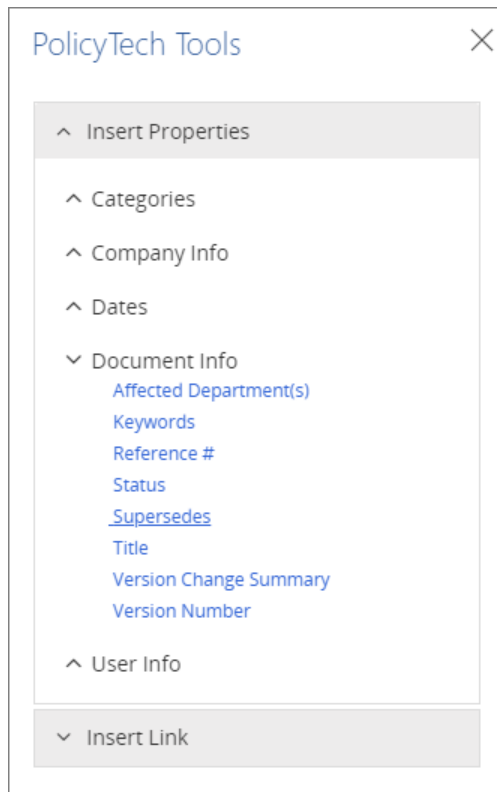 PolicyTech Tools
Insert Properties
Categories
Company Info
Dates
Document Info
Affected Department(s)
Keywords
Reference #
Status
Supersedes
Title
Version Change Summary
Version Number
User Info
Insert Link